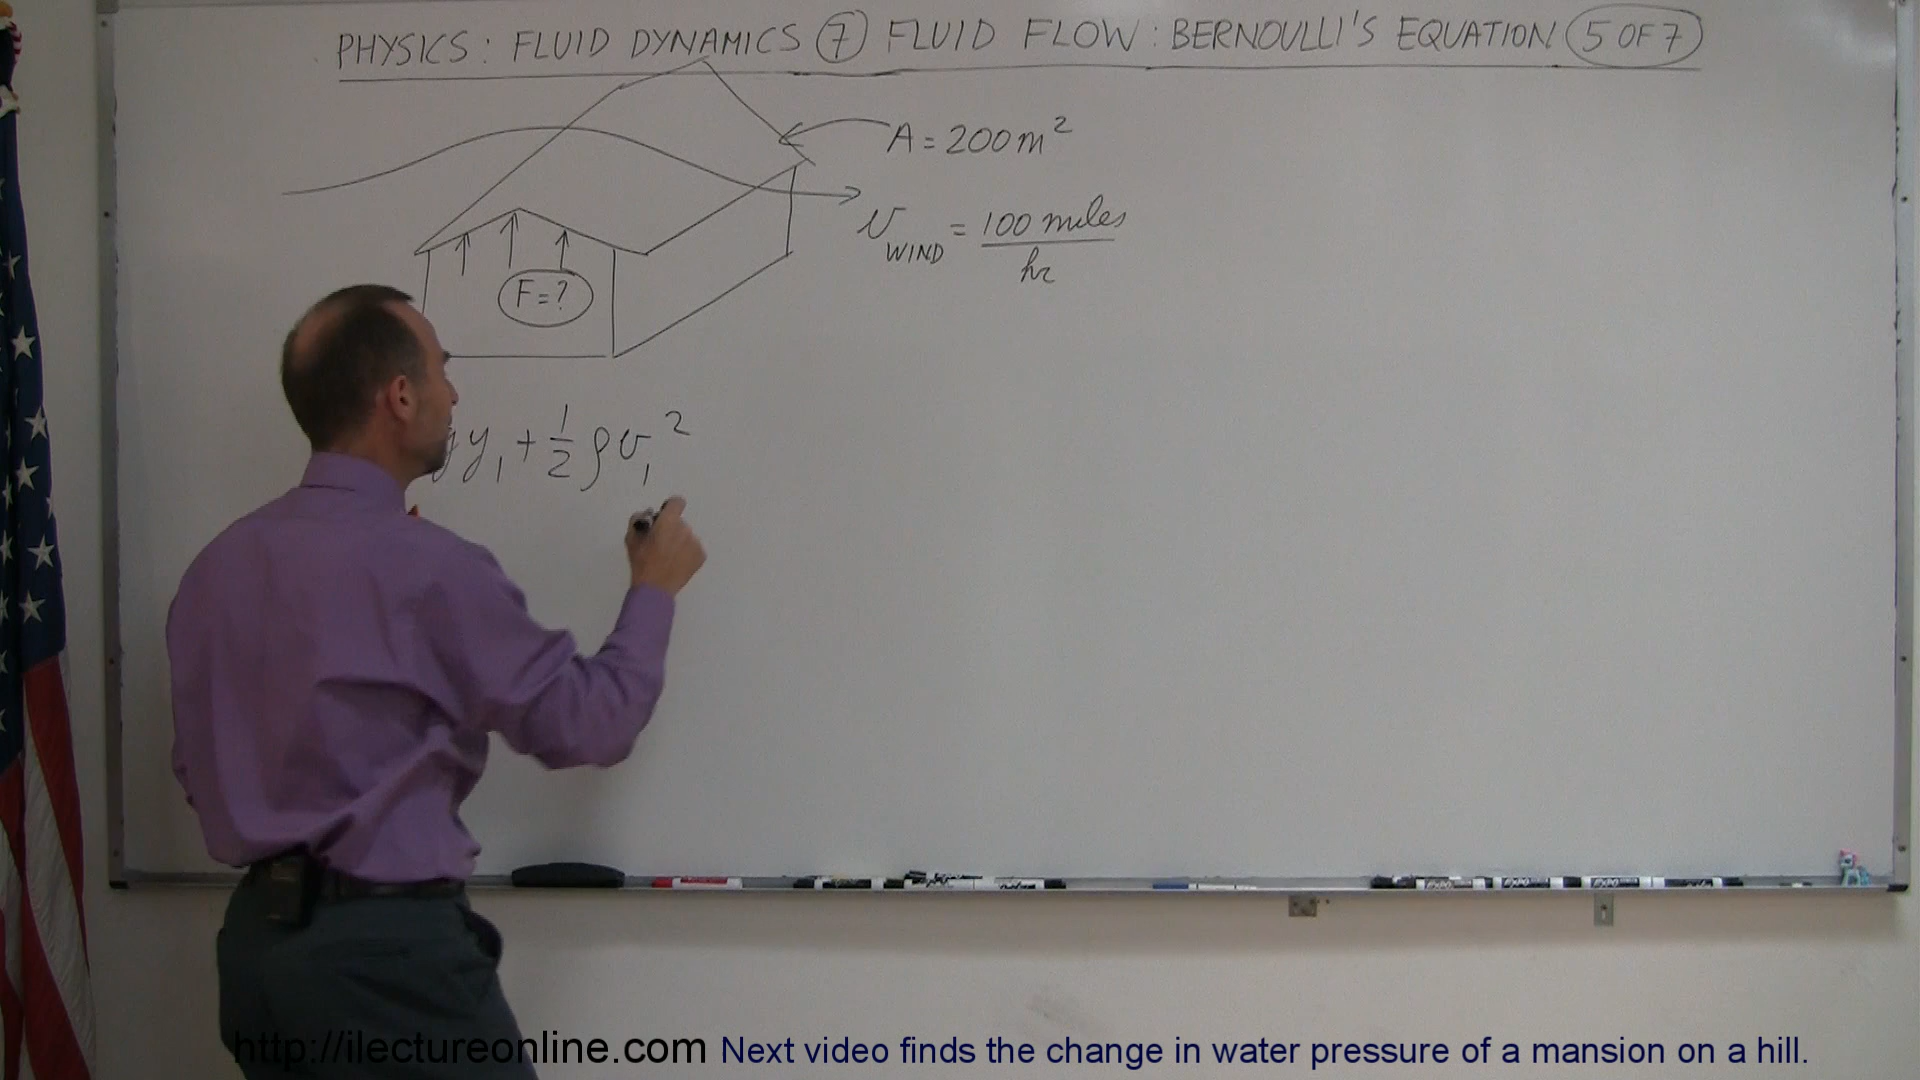 PHYSICS: FLUID DYNAMICS 7 FLUID FLOW: BERNOULLI'S EQUATION 5 OF 7
A = 200 m²
v WIND = 100 miles / hr
F = ?
g y₁ + 1/2 ρ v₁²
http://ilectureonline.com Next video finds the change in water pressure of a mansion on a hill.